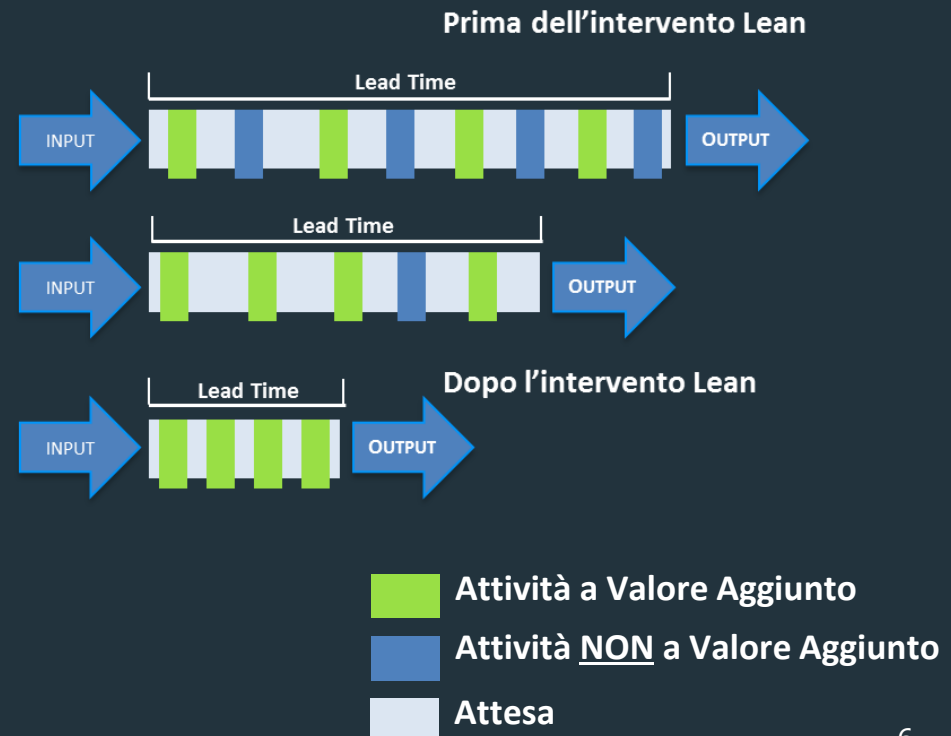 Prima dell'intervento Lean
Lead Time
INPUT
OUTPUT
Lead Time
INPUT
OUTPUT
Dopo l'intervento Lean
Lead Time
INPUT
OUTPUT
Attività a Valore Aggiunto
Attività NON a Valore Aggiunto
Attesa
6